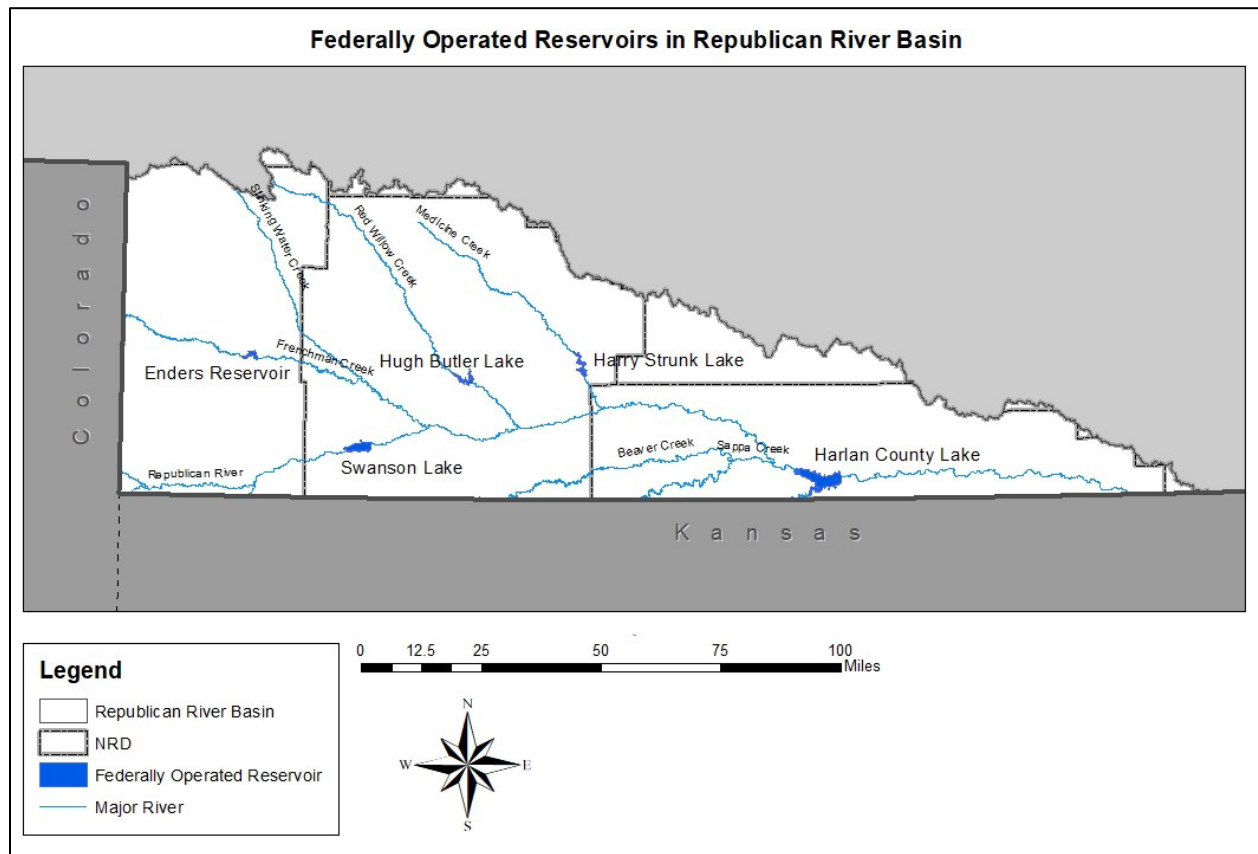 Federally Operated Reservoirs in Republican River Basin
Colorado
Stinking Water Creek
Red Willow Creek
Medicine Creek
Frenchman Creek
Enders Reservoir
Hugh Butler Lake
Harry Strunk Lake
Republican River
Swanson Lake
Beaver Creek
Sappa Creek
Harlan County Lake
Kansas
Legend
Republican River Basin
NRD
Federally Operated Reservoir
Major River
0 12.5 25 50 75 100
Miles
N
W E
S